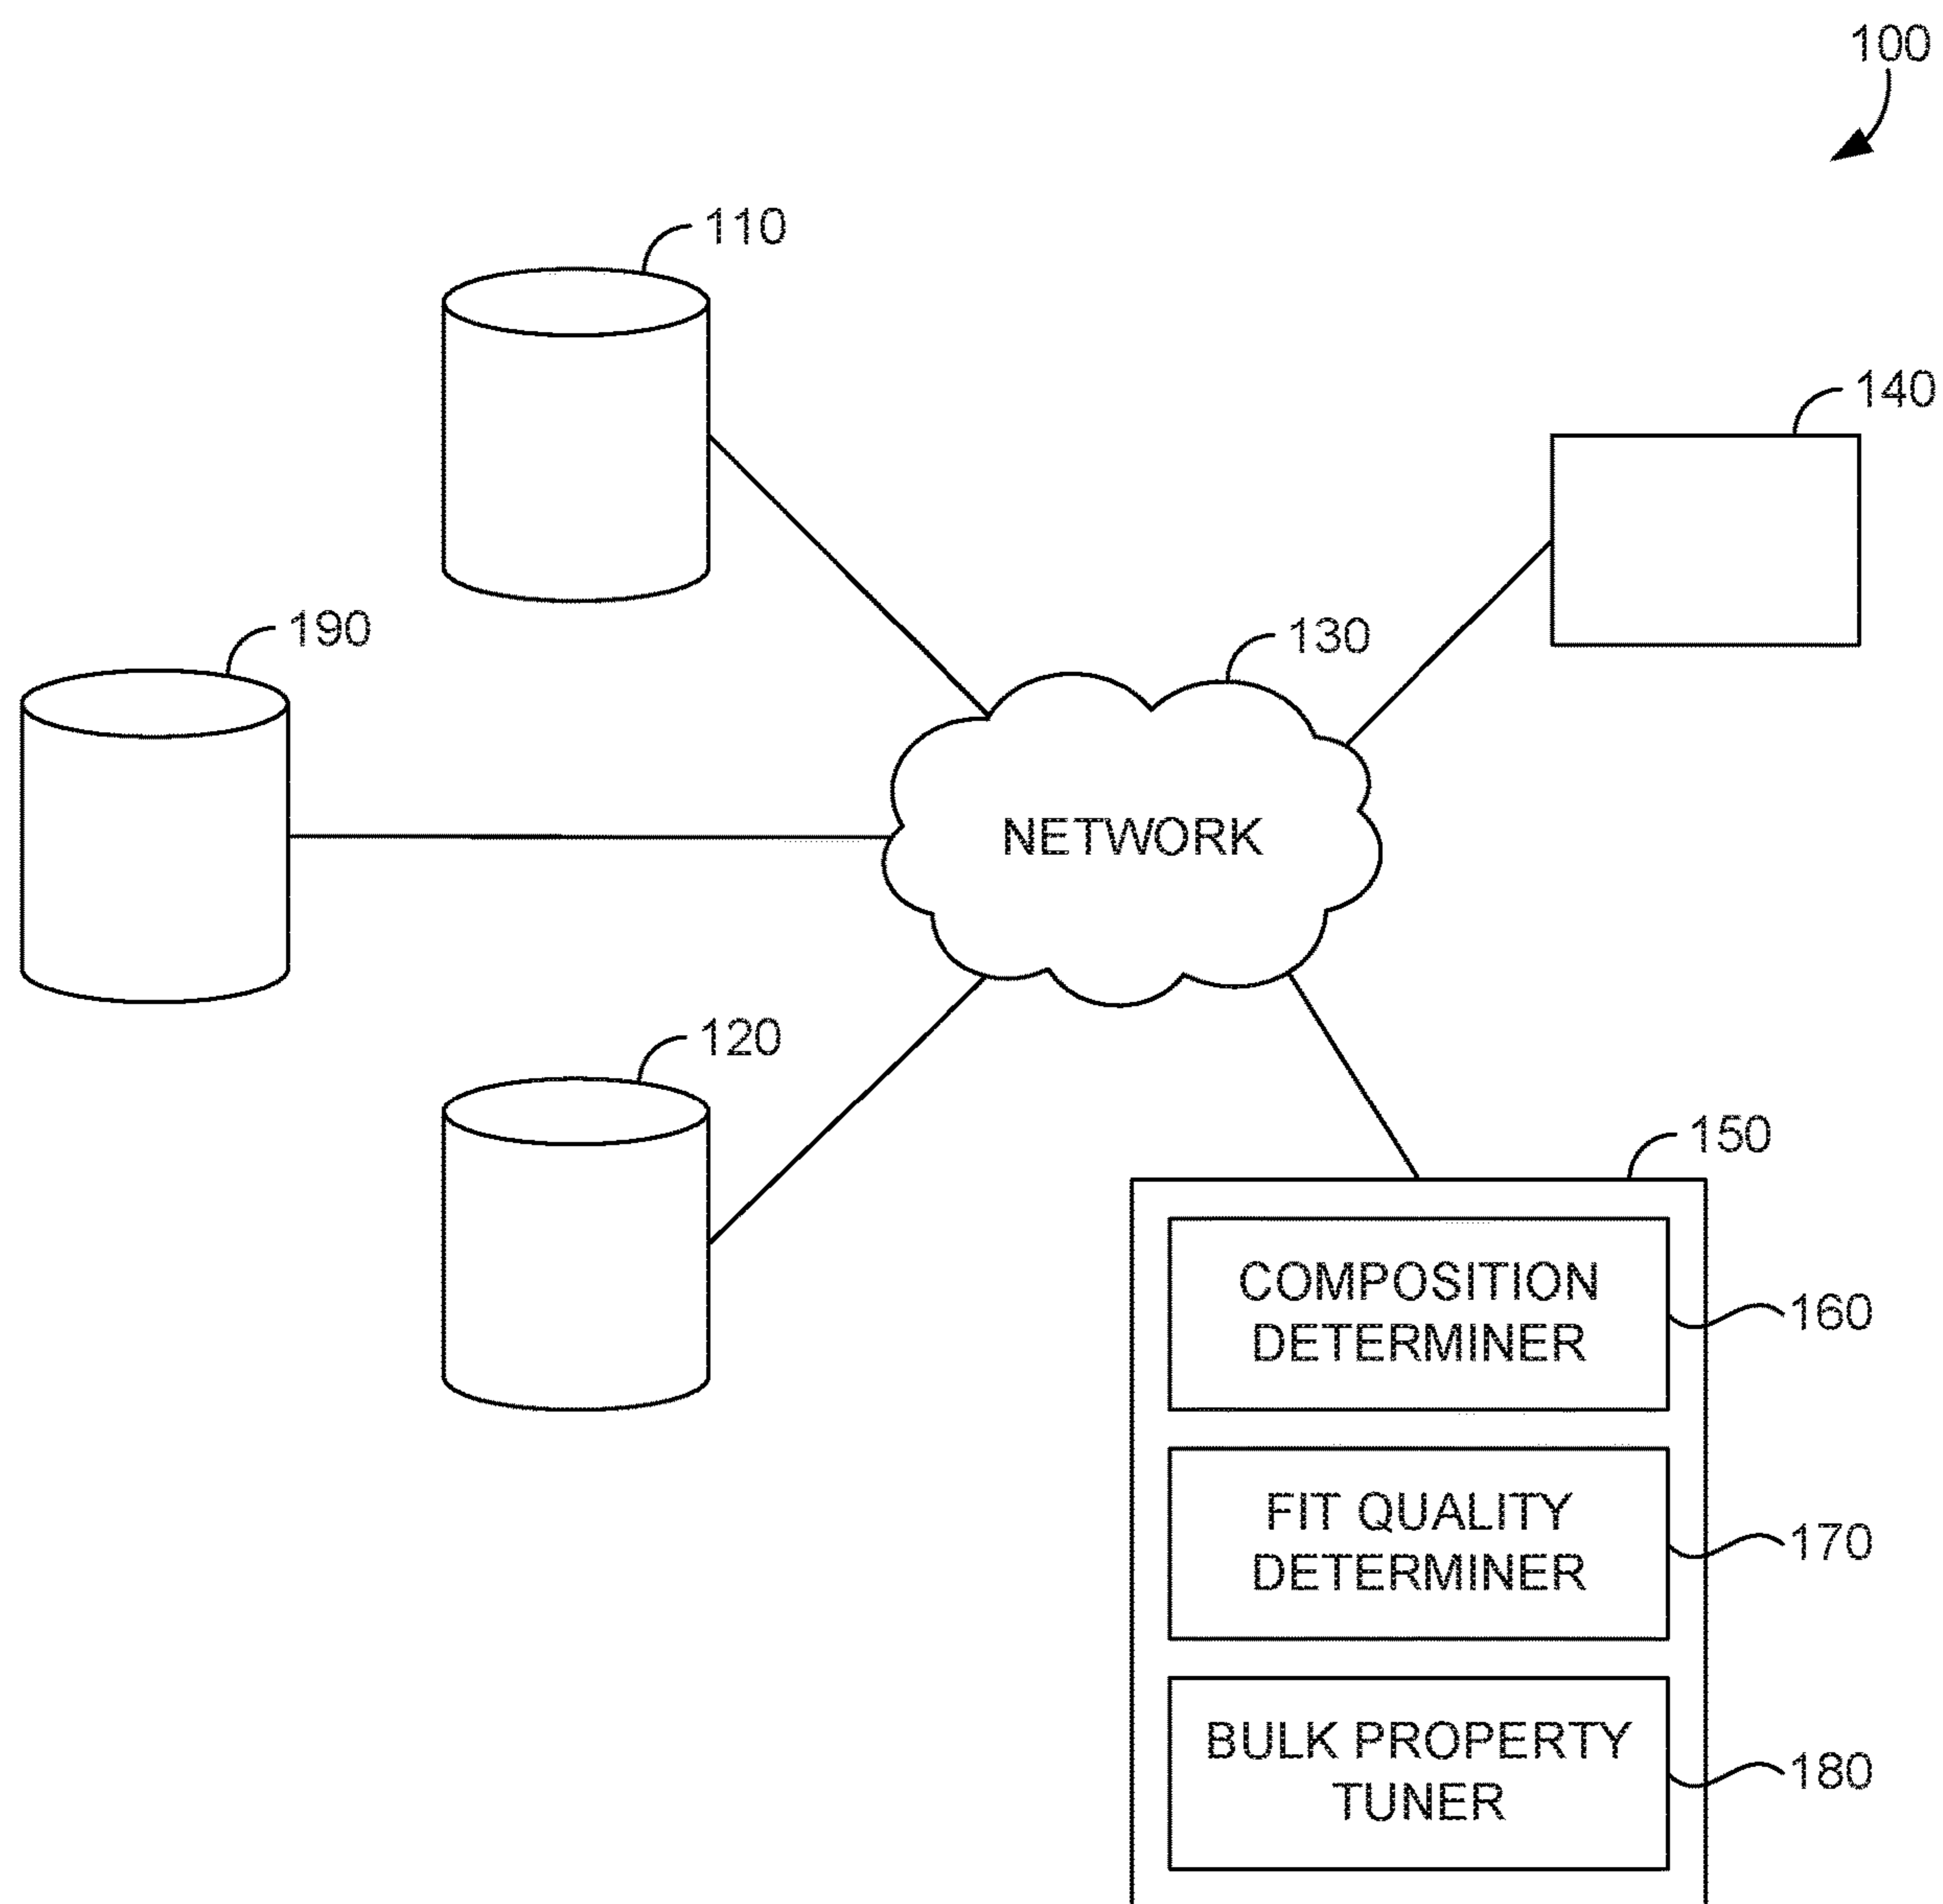 100
110
140
190
130
NETWORK
120
150
COMPOSITION
DETERMINER
160
FIT QUALITY
DETERMINER
170
BULK PROPERTY
TUNER
180